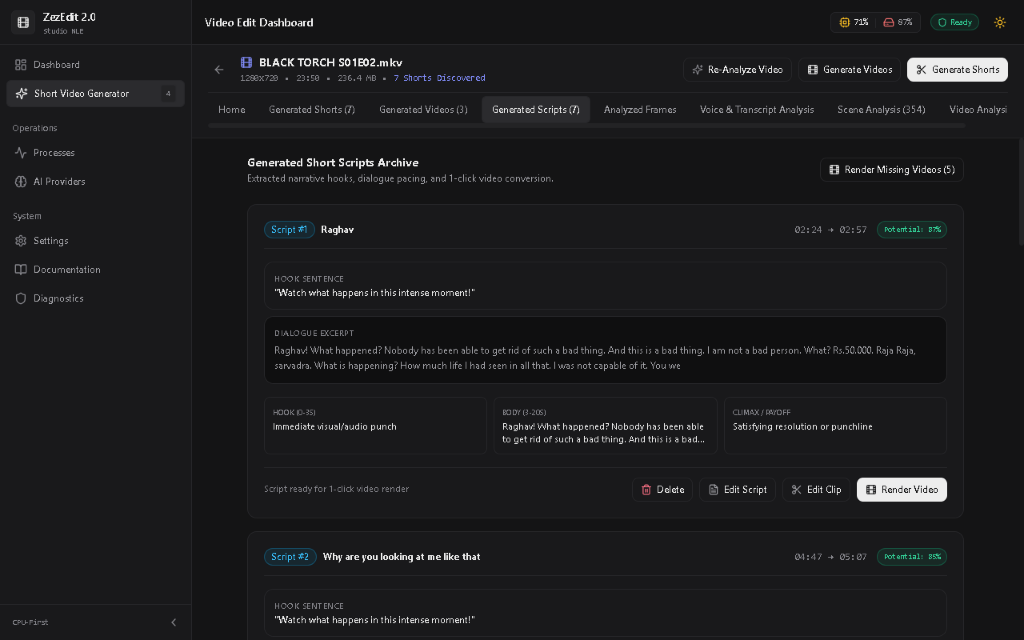 ZezEdit 2.0
Studio NLE
Dashboard
Short Video Generator
4
Operations
Processes
AI Providers
System
Settings
Documentation
Diagnostics
CPU-First
Video Edit Dashboard
71%
87%
Ready
BLACK TORCH S01E02.mkv
1280x720 • 23:50 • 236.4 MB • 7 Shorts Discovered
Re-Analyze Video
Generate Videos
Generate Shorts
Home
Generated Shorts (7)
Generated Videos (3)
Generated Scripts (7)
Analyzed Frames
Voice & Transcript Analysis
Scene Analysis (354)
Video Analysi
Generated Short Scripts Archive
Extracted narrative hooks, dialogue pacing, and 1-click video conversion.
Render Missing Videos (5)
Script #1 Raghav
02:24 → 02:57
Potential: 87%
HOOK SENTENCE
"Watch what happens in this intense moment!"
DIALOGUE EXCERPT
Raghav! What happened? Nobody has been able to get rid of such a bad thing. And this is a bad thing. I am not a bad person. What? Rs.50,000. Raja Raja,
sarvadra. What is happening? How much life I had seen in all that. I was not capable of it. You we
HOOK (0-3S)
Immediate visual/audio punch
BODY (3-20S)
Raghav! What happened? Nobody has been able
to get rid of such a bad thing. And this is a bad...
CLIMAX / PAYOFF
Satisfying resolution or punchline
Script ready for 1-click video render
Delete
Edit Script
Edit Clip
Render Video
Script #2 Why are you looking at me like that
04:47 → 05:07
Potential: 85%
HOOK SENTENCE
"Watch what happens in this intense moment!"